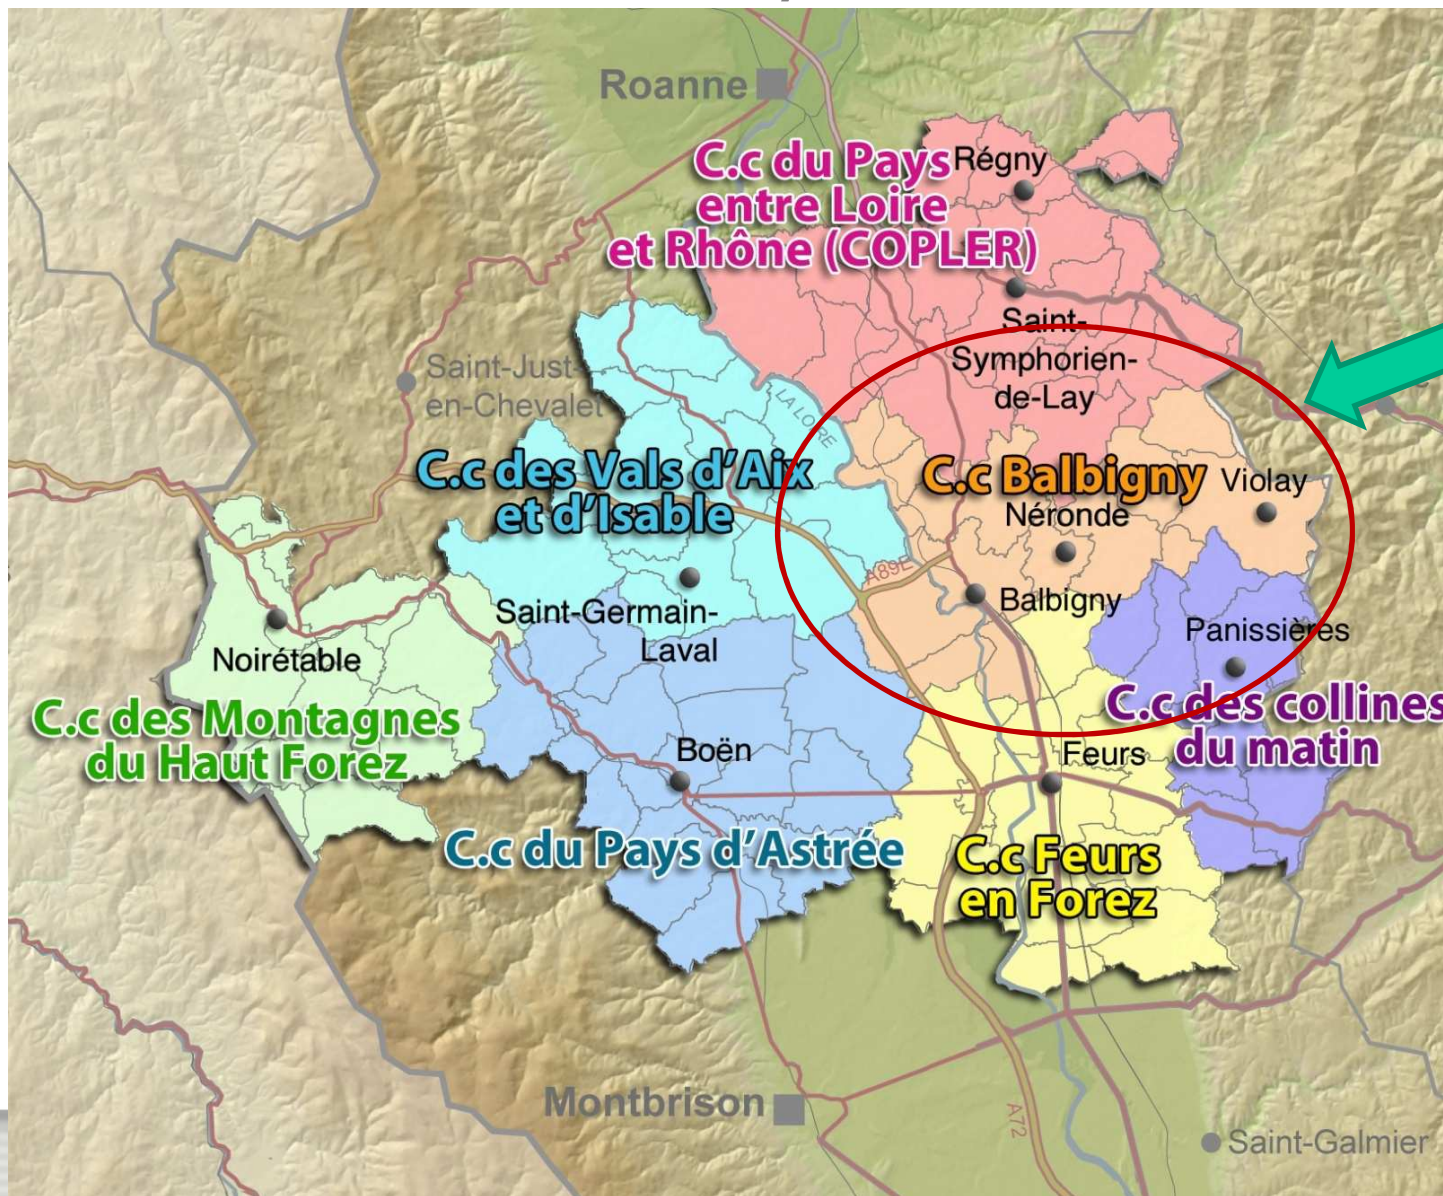 Roanne
C.c du Pays
entre Loire
et Rhône (COPLER)
Régny
Saint-
Symphorien-
de-Lay
Saint-Just-
en-Chevalet
LA LOIRE
C.c des Vals d'Aix
et d'Isable
C.c Balbigny
Violay
Néronde
A89E
Balbigny
Saint-Germain-
Laval
Panissières
Noirétable
C.c des Montagnes
du Haut Forez
C.c des collines
du matin
Boën
Feurs
C.c du Pays d'Astrée
C.c Feurs
en Forez
Montbrison
A72
Saint-Galmier